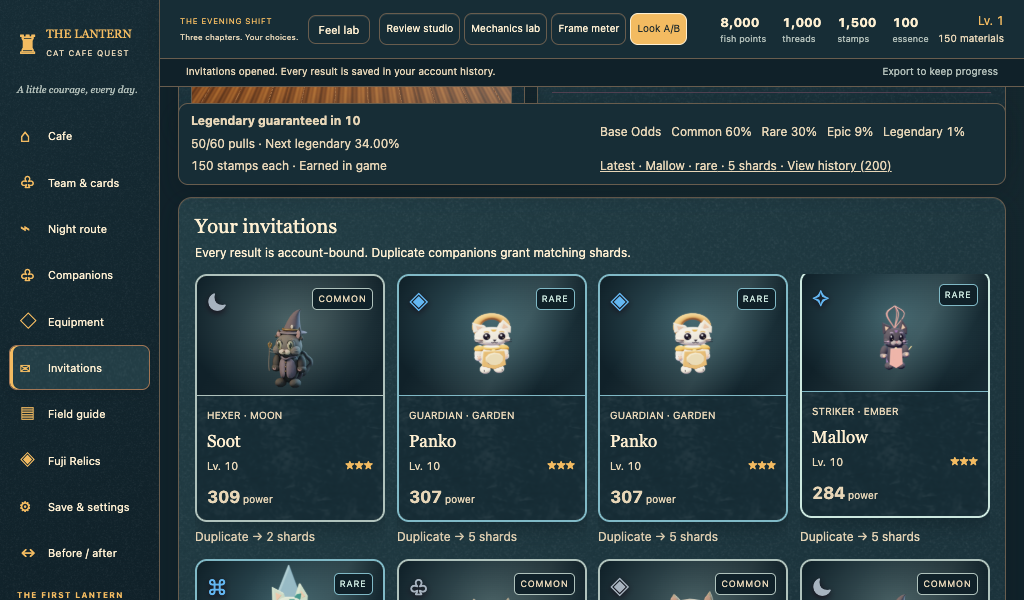 THE LANTERN
CAT CAFE QUEST
A little courage, every day.
Cafe
Team & cards
Night route
Companions
Equipment
Invitations
Field guide
Fuji Relics
Save & settings
Before / after
THE FIRST LANTERN
THE EVENING SHIFT
Three chapters. Your choices.
Feel lab
Review studio
Mechanics lab
Frame meter
Look A/B
8,000
fish points
1,000
threads
1,500
stamps
100
essence
Lv. 1
150 materials
Invitations opened. Every result is saved in your account history.
Export to keep progress
Legendary guaranteed in 10
50/60 pulls · Next legendary 34.00%
150 stamps each · Earned in game
Base Odds Common 60% Rare 30% Epic 9% Legendary 1%
Latest · Mallow · rare · 5 shards · View history (200)
Your invitations
Every result is account-bound. Duplicate companions grant matching shards.
COMMON
HEXER · MOON
Soot
Lv. 10
309 power
Duplicate → 2 shards
RARE
GUARDIAN · GARDEN
Panko
Lv. 10
307 power
Duplicate → 5 shards
RARE
GUARDIAN · GARDEN
Panko
Lv. 10
307 power
Duplicate → 5 shards
RARE
STRIKER · EMBER
Mallow
Lv. 10
284 power
Duplicate → 5 shards
RARE
COMMON
COMMON
COMMON